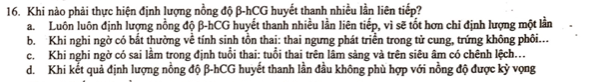 16. Khi nào phải thực hiện định lượng nồng độ β-hCG huyết thanh nhiều lần liên tiếp?
a. Luôn luôn định lượng nồng độ β-hCG huyết thanh nhiều lần liên tiếp, vì sẽ tốt hơn chỉ định lượng một lần
b. Khi nghi ngờ có bất thường về tính sinh tồn thai: thai ngưng phát triển trong tử cung, trứng không phôi...
c. Khi nghi ngờ có sai lầm trong định tuổi thai: tuổi thai trên lâm sàng và trên siêu âm có chênh lệch...
d. Khi kết quả định lượng nồng độ β-hCG huyết thanh lần đầu không phù hợp với nồng độ được kỳ vọng